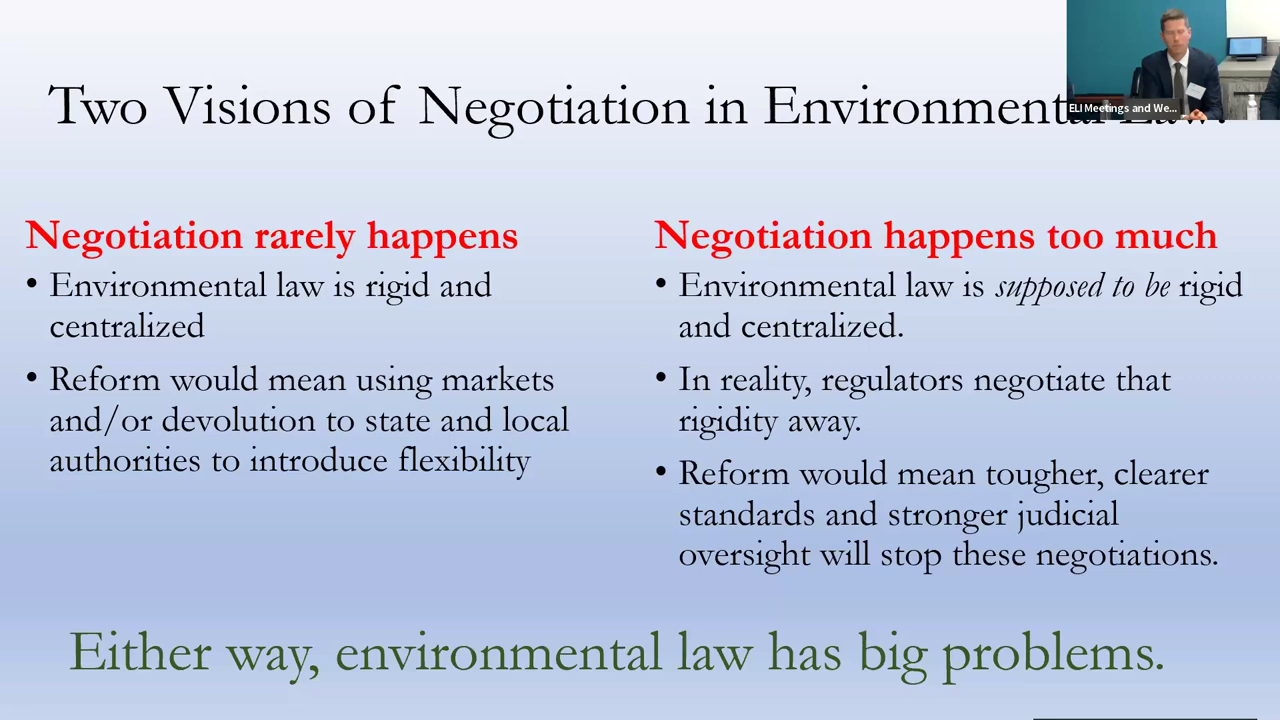 Two Visions of Negotiation in Environmental Law:
ELI Meetings and We...
Negotiation rarely happens
• Environmental law is rigid and
centralized
• Reform would mean using markets
and/or devolution to state and local
authorities to introduce flexibility
Negotiation happens too much
• Environmental law is supposed to be rigid
and centralized.
• In reality, regulators negotiate that
rigidity away.
• Reform would mean tougher, clearer
standards and stronger judicial
oversight will stop these negotiations.
Either way, environmental law has big problems.